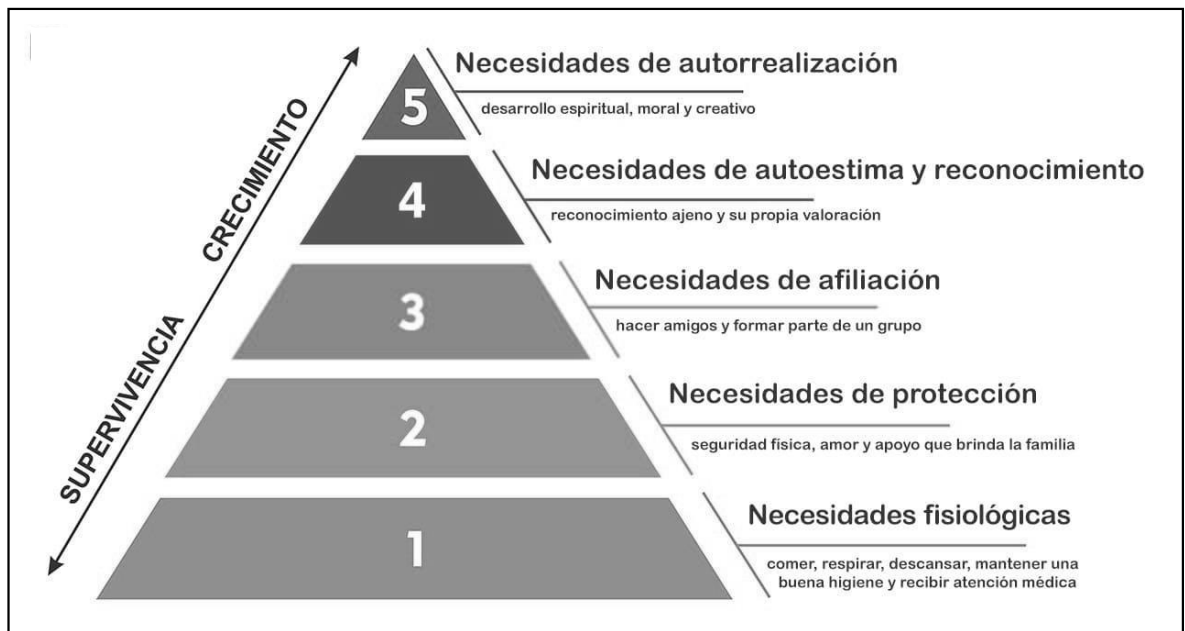 CRECIMIENTO
SUPERVIVENCIA
5
Necesidades de autorrealización
desarrollo espiritual, moral y creativo
4
Necesidades de autoestima y reconocimiento
reconocimiento ajeno y su propia valoración
3
Necesidades de afiliación
hacer amigos y formar parte de un grupo
2
Necesidades de protección
seguridad física, amor y apoyo que brinda la familia
1
Necesidades fisiológicas
comer, respirar, descansar, mantener una
buena higiene y recibir atención médica